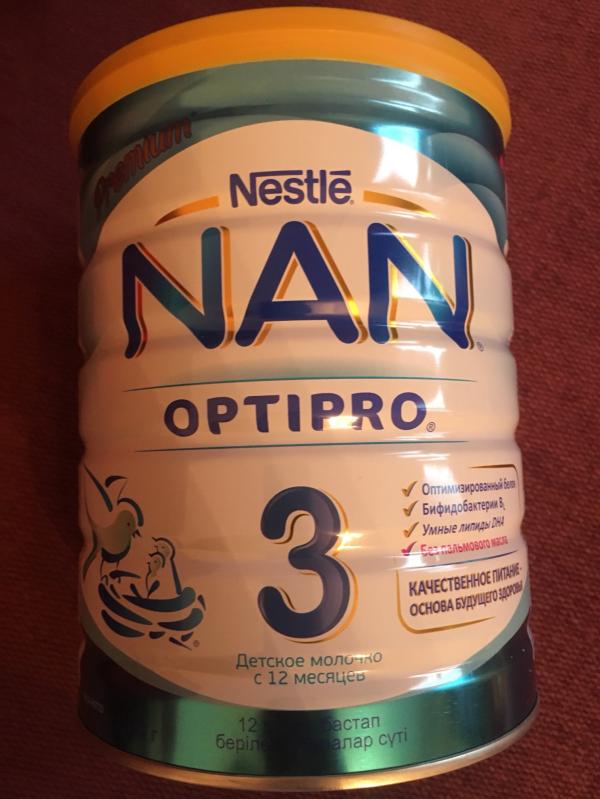 Premium
Nestlē
NAN®
OPTIPRO®
3
✓ Оптимизированный белок
✓ Бифидобактерии BL
✓ Умные липиды DHA
✓ Без пальмового масла
КАЧЕСТВЕННОЕ ПИТАНИЕ -
ОСНОВА БУДУЩЕГО ЗДОРОВЬЯ
Детское молочко
с 12 месяцев
12 бастап
сүті